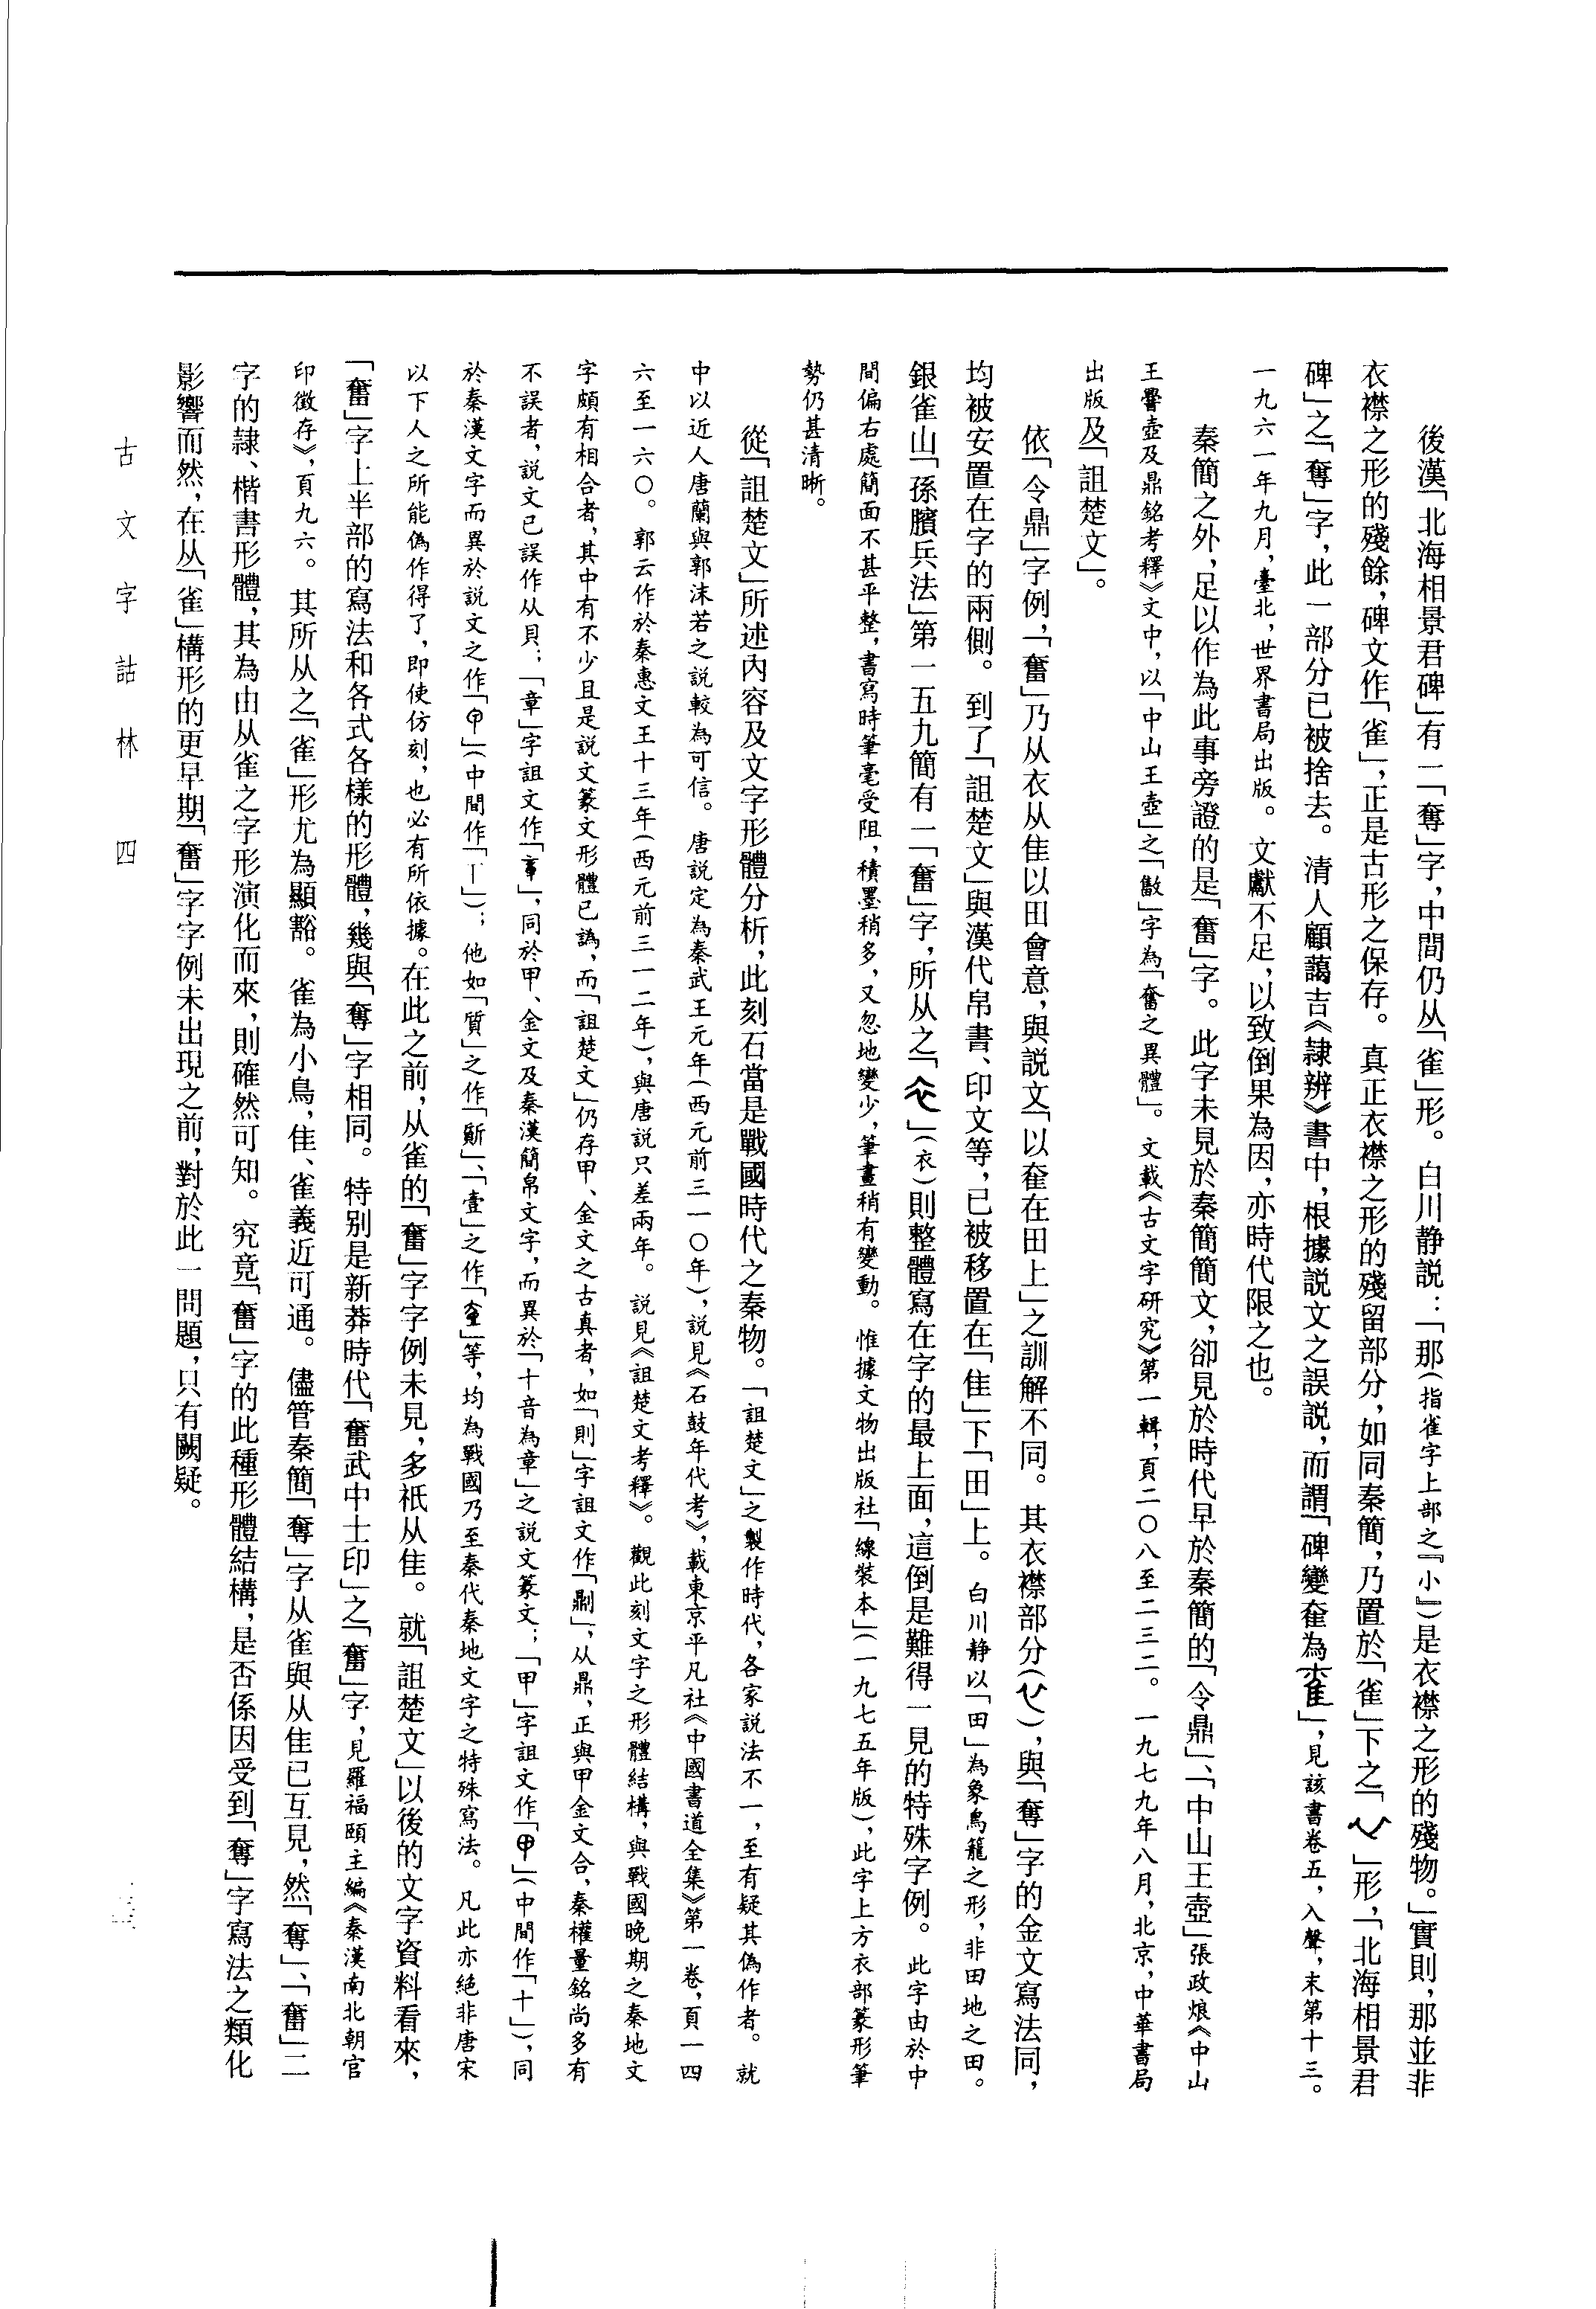 後漢「北海相景君碑」有一「奪」字，中間仍从「雀」形。白川静説：「那（指雀字上部之『小』）是衣襟之形的殘物。」實則，那並非
衣襟之形的殘餘，碑文作「雀」，正是古形之保存。真正衣襟之形的殘留部分，如同秦簡，乃置於「雀」下之「」形，「北海相景君
碑」之「奪」字，此一部分已被捨去。清人顧藹吉《隸辨》書中，根據説文之誤説，而謂「碑變奞為」，見該書卷五，入聲，末第十三。
一九六一年九月，臺北，世界書局出版。文獻不足，以致倒果為因，亦時代限之也。
秦簡之外，足以作為此事旁證的是「奮」字。此字未見於秦簡簡文，卻見於時代早於秦簡的「令鼎」、「中山王壺」張政烺《中山
王𰯼壺及鼎銘考釋》文中，以「中山王壺」之「」字為「奮之異體」。文載《古文字研究》第一輯，頁二〇八至二三二。一九七九年八月，北京，中華書局
出版及「詛楚文」。
依「令鼎」字例，「奮」乃从衣从隹以田會意，與説文「以奞在田上」之訓解不同。其衣襟部分（），與「奪」字的金文寫法同，
均被安置在字的兩側。到了「詛楚文」與漢代帛書、印文等，已被移置在「隹」下「田」上。白川静以「田」為象鳥籠之形，非田地之田。
銀雀山「孫臏兵法」第一五九簡有一「奮」字，所从之「」（衣）則整體寫在字的最上面，這倒是難得一見的特殊字例。此字由於中
間偏右處簡面不甚平整，書寫時筆毫受阻，積墨稍多，又忽地變少，筆畫稍有變動。惟據文物出版社「線裝本」（一九七五年版），此字上方衣部篆形筆
勢仍甚清晰。
從「詛楚文」所述內容及文字形體分析，此刻石當是戰國時代之秦物。「詛楚文」之製作時代，各家説法不一，至有疑其偽作者。就
中以近人唐蘭與郭沫若之説較為可信。唐説定為秦武王元年（西元前三一〇年），説見《石鼓年代考》，載東京平凡社《中國書道全集》第一卷，頁一四
六至一六〇。郭云作於秦惠文王十三年（西元前三一二年），與唐説只差兩年。説見《詛楚文考釋》。觀此刻文字之形體結構，與戰國晚期之秦地文
字頗有相合者，其中有不少且是説文篆文形體已譌，而「詛楚文」仍存甲、金文之古真者，如「則」字詛文作「鼎刂」，从鼎，正與甲金文合，秦權量銘尚多有
不誤者，説文已誤作从貝；「章」字詛文作「」，同於甲、金文及秦漢簡帛文字，而異於「十音為章」之説文篆文；「甲」字詛文作「」（中間作「十」），同
於秦漢文字而異於説文之作「」（中間作「丅」）；他如「質」之作「」、「壹」之作「」等，均為戰國乃至秦代秦地文字之特殊寫法。凡此亦絕非唐宋
以下人之所能偽作得了，即使仿刻，也必有所依據。在此之前，从雀的「奮」字字例未見，多祇从隹。就「詛楚文」以後的文字資料看來，
「奮」字上半部的寫法和各式各樣的形體，幾與「奪」字相同。特別是新莽時代「奮武中士印」之「奮」字，見羅福頤主編《秦漢南北朝官
印徵存》，頁九六。其所从之「雀」形尤為顯豁。雀為小鳥，隹、雀義近可通。儘管秦簡「奪」字从雀與从隹已互見，然「奪」、「奮」二
字的隸、楷書形體，其為由从雀之字形演化而來，則確然可知。究竟「奮」字的此種形體結構，是否係因受到「奪」字寫法之類化
影響而然，在从「雀」構形的更早期「奮」字字例未出現之前，對於此一問題，只有闕疑。
古文字詁林 四